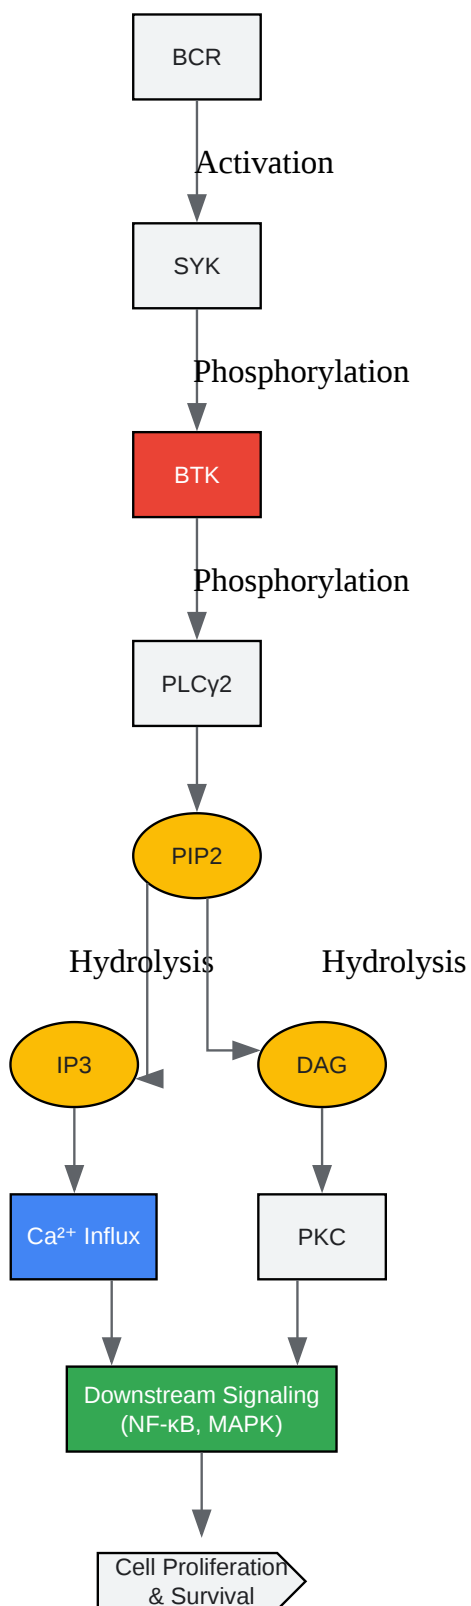 BCR
Activation
SYK
Phosphorylation
BTK
Phosphorylation
PLCγ2
PIP2
Hydrolysis
Hydrolysis
IP3
DAG
Ca²⁺ Influx
PKC
Downstream Signaling
(NF-κB, MAPK)
Cell Proliferation
& Survival